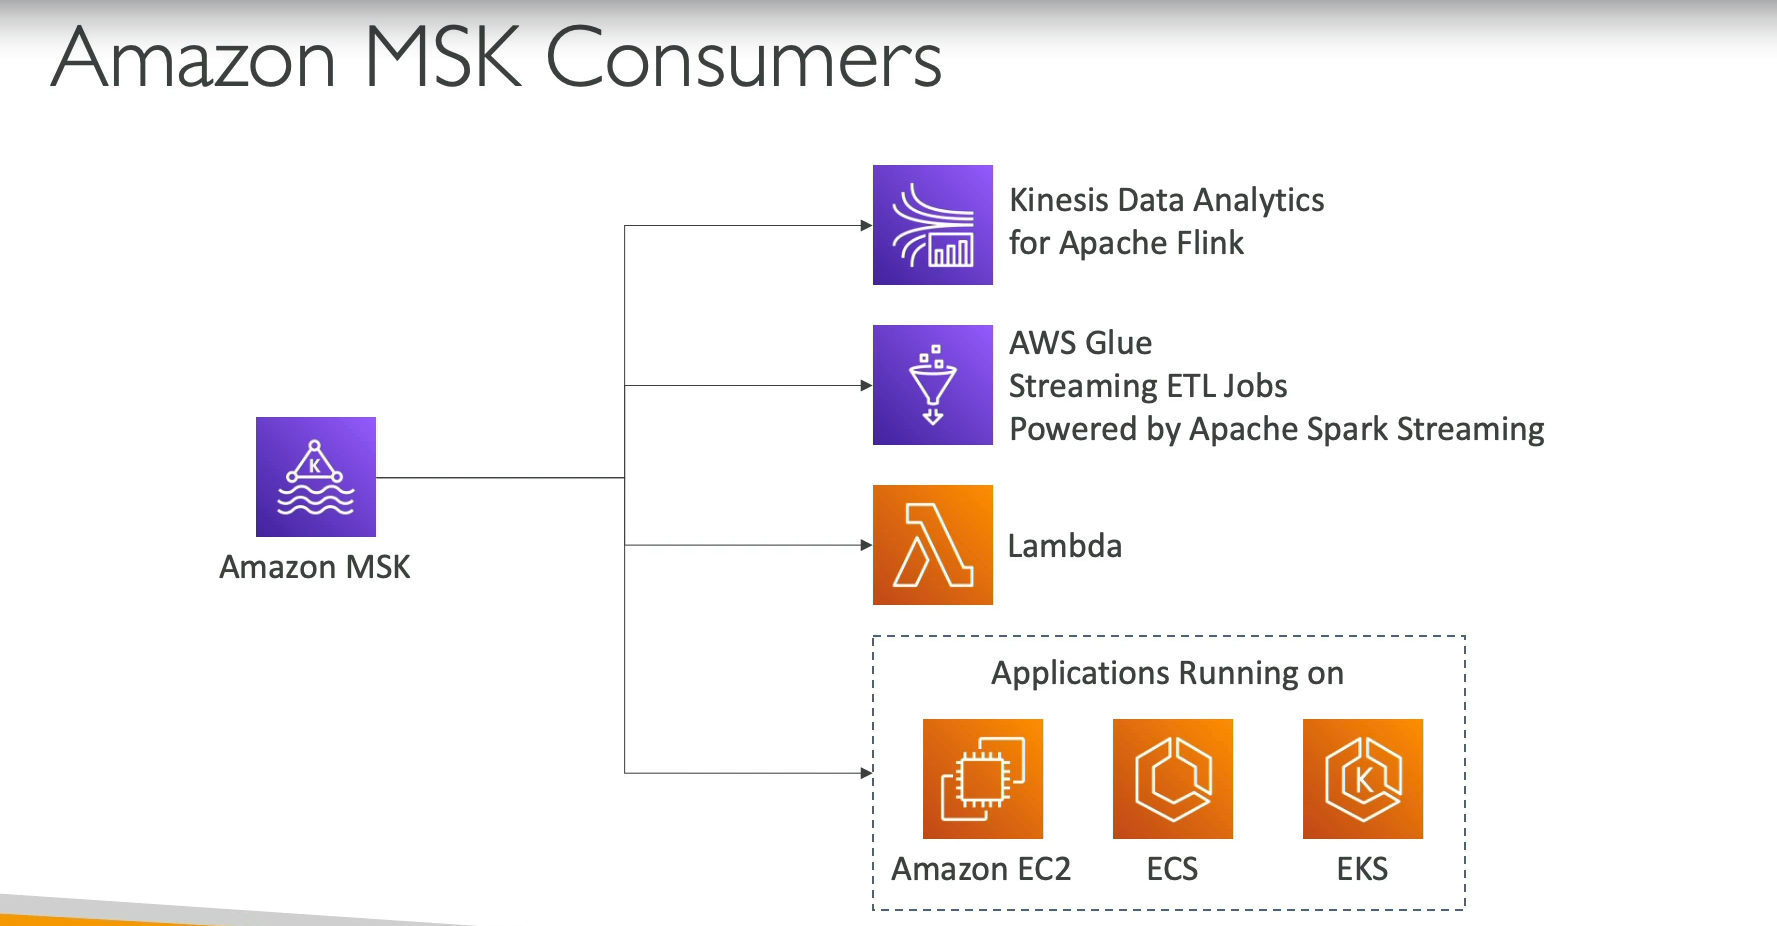 Amazon MSK Consumers
Kinesis Data Analytics
for Apache Flink
AWS Glue
Streaming ETL Jobs
Powered by Apache Spark Streaming
K
Amazon MSK
Lambda
Applications Running on
K
Amazon EC2
ECS
EKS